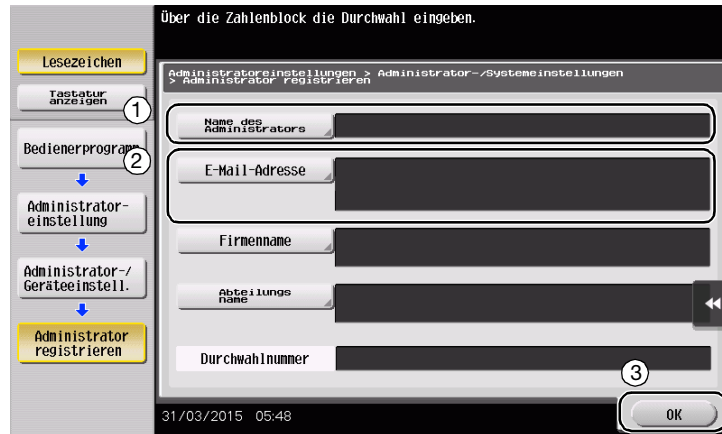 Über die Zahlenblock die Durchwahl eingeben.
Lesezeichen
Tastatur
anzeigen
1
Bedienerprogramm
2
Administrator-
einstellung
Administrator-/
Geräteeinstell.
Administrator
registrieren
Administratoreinstellungen > Administrator-/Systemeinstellungen
> Administrator registrieren
Name des
Administrators
E-Mail-Adresse
Firmenname
Abteilungs
name
Durchwahlnummer
3
31/03/2015 05:48
OK